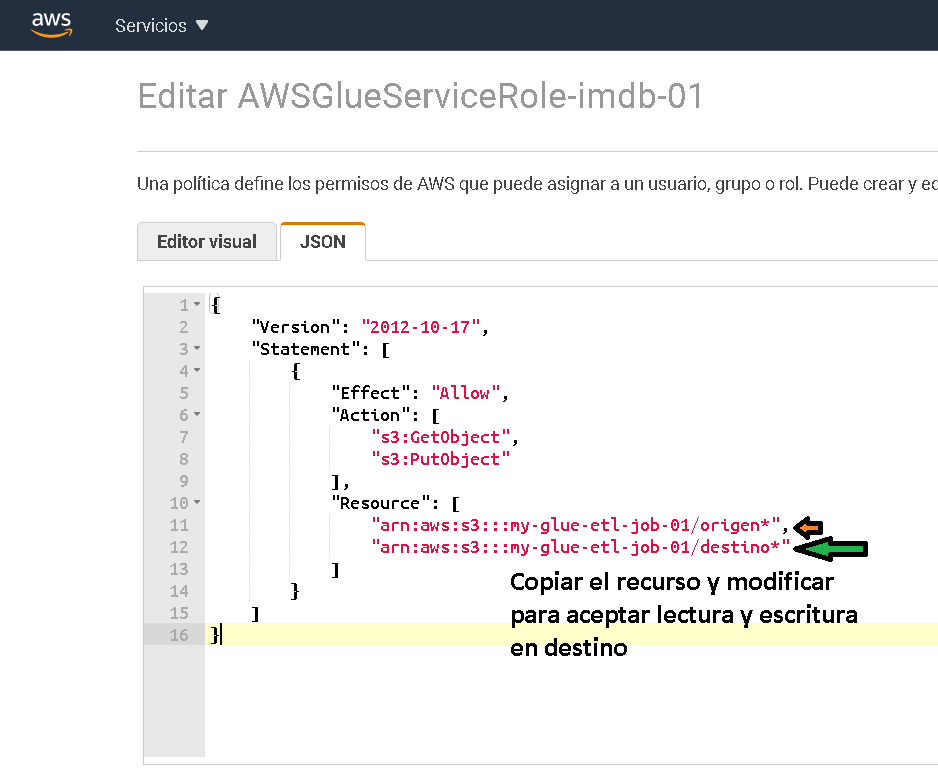 aws
Servicios
Editar AWSGlueServiceRole-imdb-01
Una política define los permisos de AWS que puede asignar a un usuario, grupo o rol. Puede crear y ed
Editor visual
JSON
1 {
2 "Version": "2012-10-17",
3 "Statement": [
4 {
5 "Effect": "Allow",
6 "Action": [
7 "s3:GetObject",
8 "s3:PutObject"
9 ],
10 "Resource": [
11 "arn:aws:s3:::my-glue-etl-job-01/origen*",
12 "arn:aws:s3:::my-glue-etl-job-01/destino*"
13 ]
14 }
15 ]
16 }
Copiar el recurso y modificar
para aceptar lectura y escritura
en destino